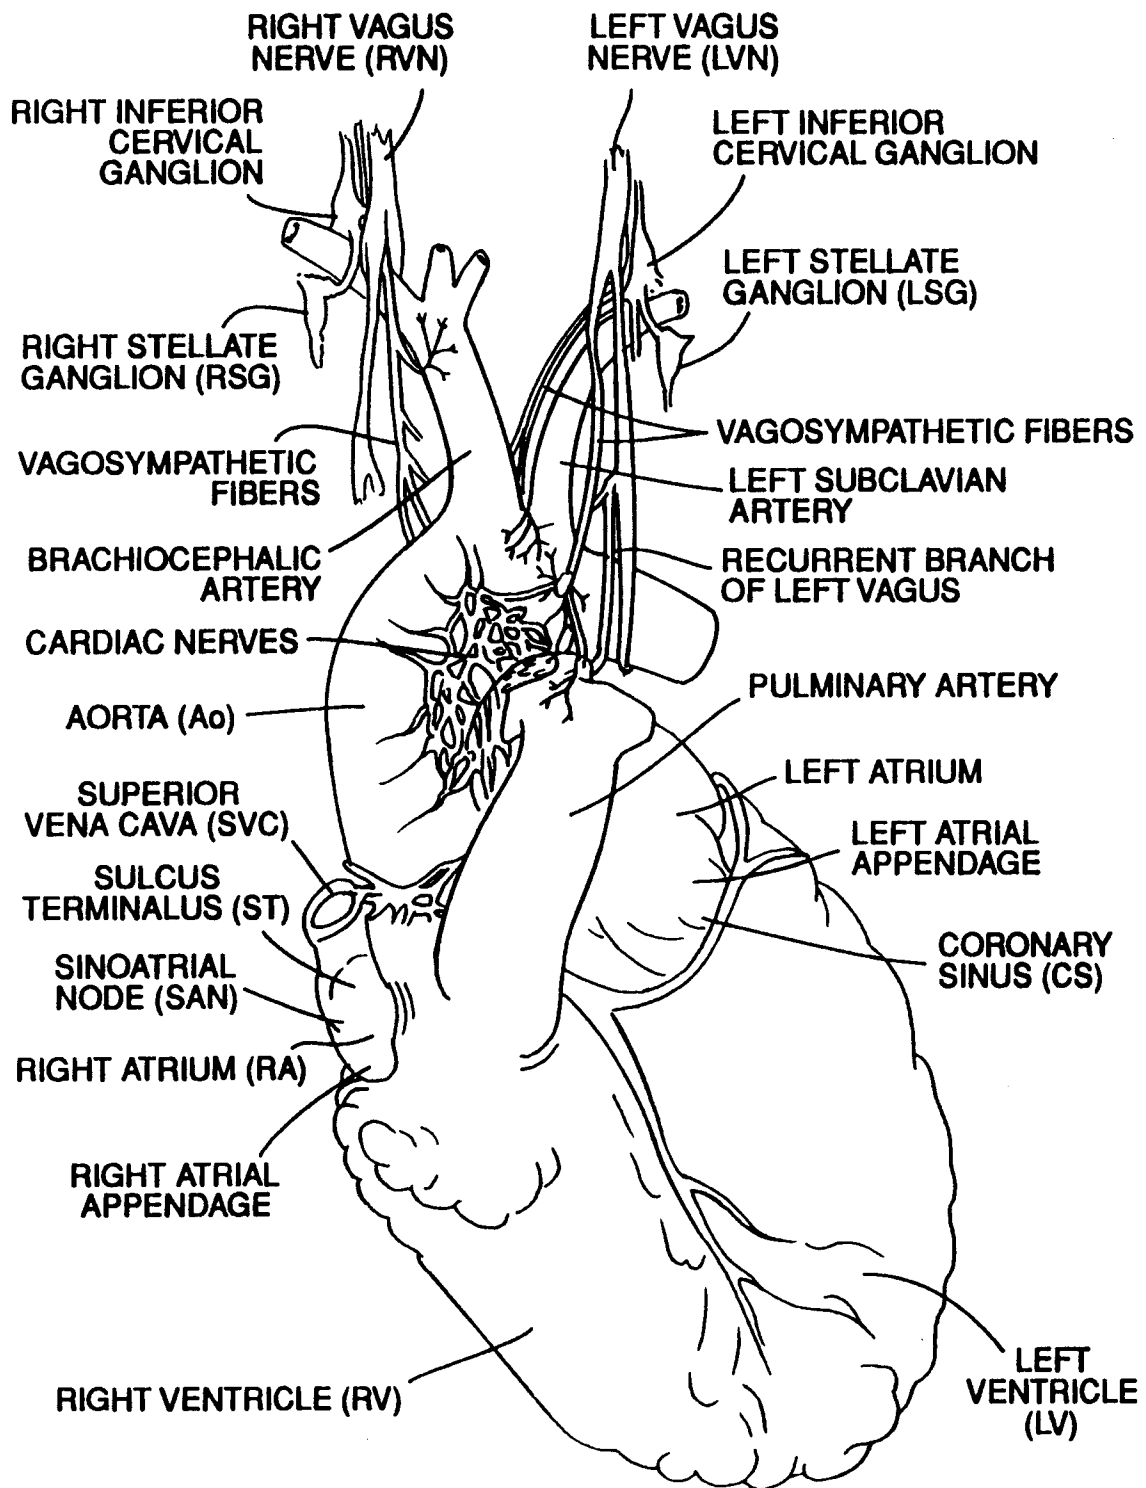 RIGHT VAGUS
NERVE (RVN)
LEFT VAGUS
NERVE (LVN)
RIGHT INFERIOR
CERVICAL
GANGLION
LEFT INFERIOR
CERVICAL GANGLION
LEFT STELLATE
GANGLION (LSG)
RIGHT STELLATE
GANGLION (RSG)
VAGOSYMPATHETIC FIBERS
VAGOSYMPATHETIC
FIBERS
LEFT SUBCLAVIAN
ARTERY
BRACHIOCEPHALIC
ARTERY
RECURRENT BRANCH
OF LEFT VAGUS
CARDIAC NERVES
PULMINARY ARTERY
AORTA (Ao)
LEFT ATRIUM
SUPERIOR
VENA CAVA (SVC)
LEFT ATRIAL
APPENDAGE
SULCUS
TERMINALUS (ST)
CORONARY
SINUS (CS)
SINOATRIAL
NODE (SAN)
RIGHT ATRIUM (RA)
RIGHT ATRIAL
APPENDAGE
LEFT
VENTRICLE
(LV)
RIGHT VENTRICLE (RV)